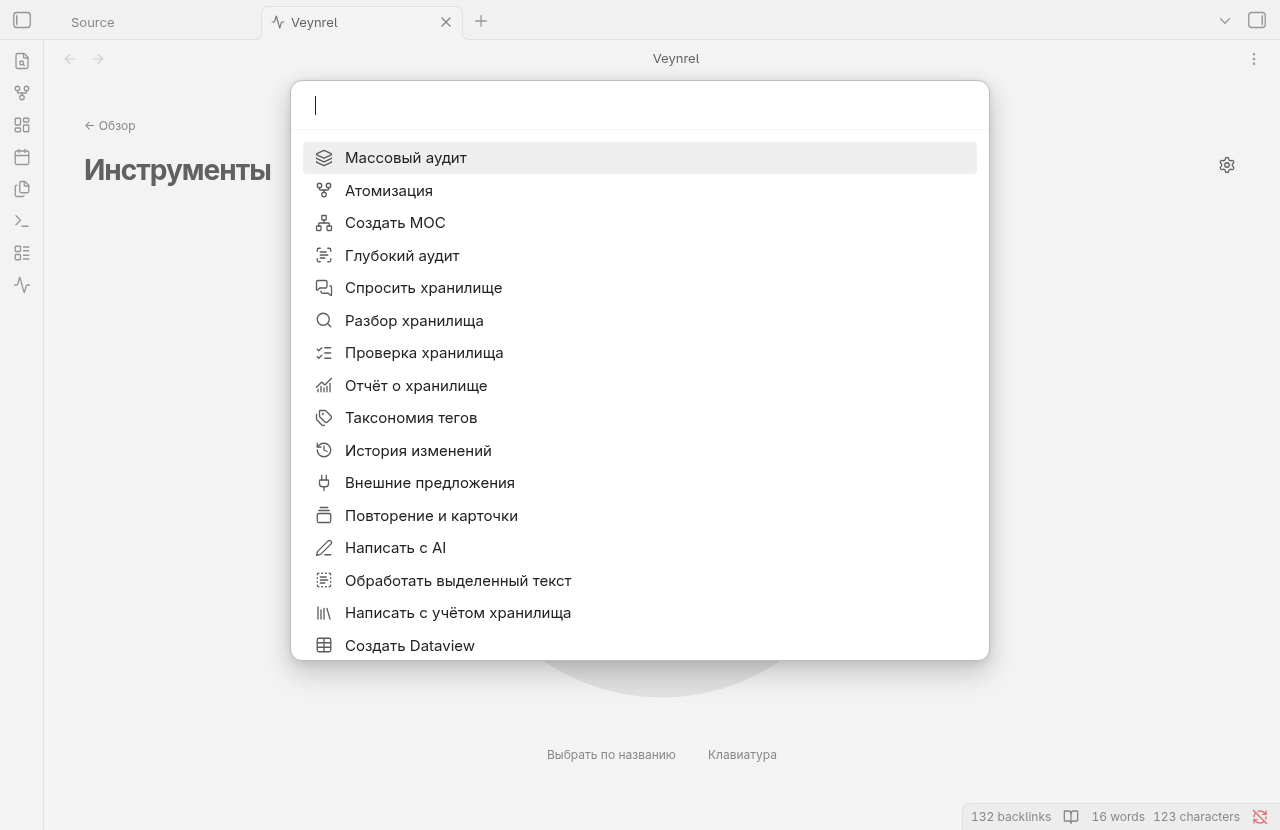 Source
Veynrel
Veynrel
← Обзор
Инструменты
Массовый аудит
Атомизация
Создать MOC
Глубокий аудит
Спросить хранилище
Разбор хранилища
Проверка хранилища
Отчёт о хранилище
Таксономия тегов
История изменений
Внешние предложения
Повторение и карточки
Написать с AI
Обработать выделенный текст
Написать с учётом хранилища
Создать Dataview
Выбрать по названию
Клавиатура
132 backlinks
16 words
123 characters